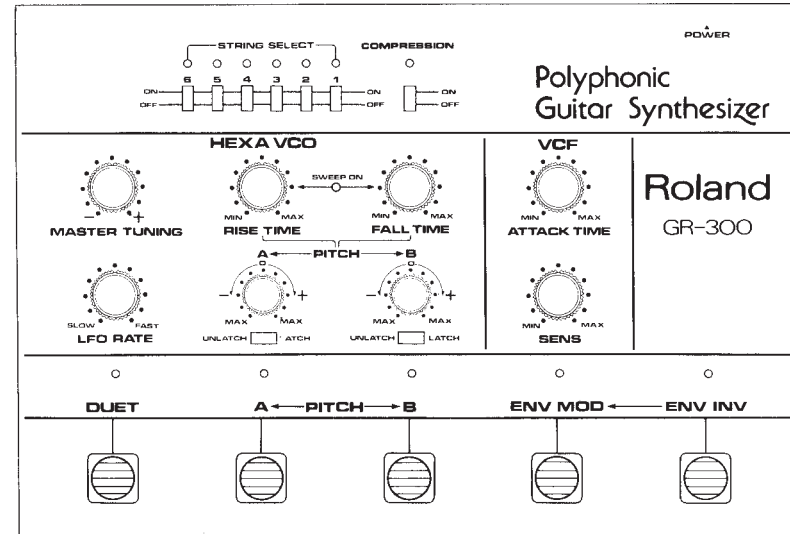 POWER
STRING SELECT COMPRESSION
6 5 4 3 2 1
ON ON ON
OFF OFF OFF
Polyphonic
Guitar Synthesizer
HEXA VCO VCF
SWEEP ON
- + MIN MAX MIN MAX MIN MAX
MASTER TUNING RISE TIME FALL TIME ATTACK TIME
Roland
GR-300
A PITCH B
- + - +
SLOW FAST MAX MAX MAX MAX MIN MAX
LFO RATE UNLATCH ATCH UNLATCH LATCH SENS
DUET A PITCH B ENV MOD ENV INV